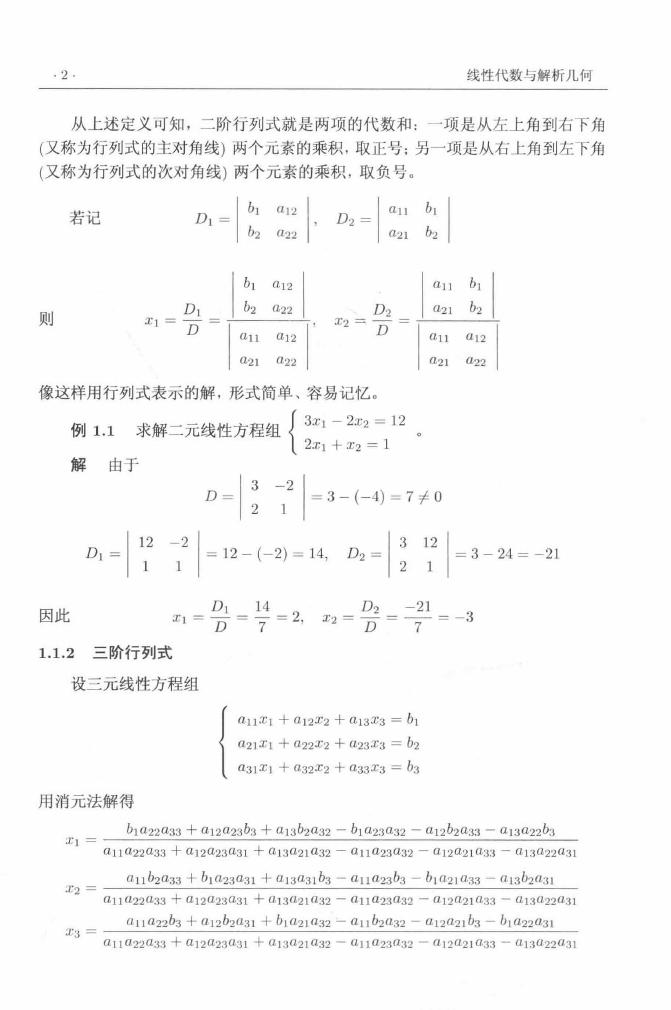 · 2 · 线性代数与解析几何
从上述定义可知，二阶行列式就是两项的代数和：一项是从左上角到右下角
(又称为行列式的主对角线) 两个元素的乘积，取正号；另一项是从右上角到左下角
(又称为行列式的次对角线) 两个元素的乘积，取负号。
若记 D₁ = | b₁ a₁₂ ; b₂ a₂₂ |, D₂ = | a₁₁ b₁ ; a₂₁ b₂ |
则 x₁ = D₁/D = | b₁ a₁₂ ; b₂ a₂₂ | / | a₁₁ a₁₂ ; a₂₁ a₂₂ |, x₂ = D₂/D = | a₁₁ b₁ ; a₂₁ b₂ | / | a₁₁ a₁₂ ; a₂₁ a₂₂ |
像这样用行列式表示的解，形式简单、容易记忆。
例 1.1 求解二元线性方程组 { 3x₁ − 2x₂ = 12 ; 2x₁ + x₂ = 1 。
解 由于
D = | 3 −2 ; 2 1 | = 3 − (−4) = 7 ≠ 0
D₁ = | 12 −2 ; 1 1 | = 12 − (−2) = 14, D₂ = | 3 12 ; 2 1 | = 3 − 24 = −21
因此 x₁ = D₁/D = 14/7 = 2, x₂ = D₂/D = −21/7 = −3
1.1.2 三阶行列式
设三元线性方程组
a₁₁x₁ + a₁₂x₂ + a₁₃x₃ = b₁
a₂₁x₁ + a₂₂x₂ + a₂₃x₃ = b₂
a₃₁x₁ + a₃₂x₂ + a₃₃x₃ = b₃
用消元法解得
x₁ = (b₁a₂₂a₃₃ + a₁₂a₂₃b₃ + a₁₃b₂a₃₂ − b₁a₂₃a₃₂ − a₁₂b₂a₃₃ − a₁₃a₂₂b₃) / (a₁₁a₂₂a₃₃ + a₁₂a₂₃a₃₁ + a₁₃a₂₁a₃₂ − a₁₁a₂₃a₃₂ − a₁₂a₂₁a₃₃ − a₁₃a₂₂a₃₁)
x₂ = (a₁₁b₂a₃₃ + b₁a₂₃a₃₁ + a₁₃a₃₁b₃ − a₁₁a₂₃b₃ − b₁a₂₁a₃₃ − a₁₃b₂a₃₁) / (a₁₁a₂₂a₃₃ + a₁₂a₂₃a₃₁ + a₁₃a₂₁a₃₂ − a₁₁a₂₃a₃₂ − a₁₂a₂₁a₃₃ − a₁₃a₂₂a₃₁)
x₃ = (a₁₁a₂₂b₃ + a₁₂b₂a₃₁ + b₁a₂₁a₃₂ − a₁₁b₂a₃₂ − a₁₂a₂₁b₃ − b₁a₂₂a₃₁) / (a₁₁a₂₂a₃₃ + a₁₂a₂₃a₃₁ + a₁₃a₂₁a₃₂ − a₁₁a₂₃a₃₂ − a₁₂a₂₁a₃₃ − a₁₃a₂₂a₃₁)